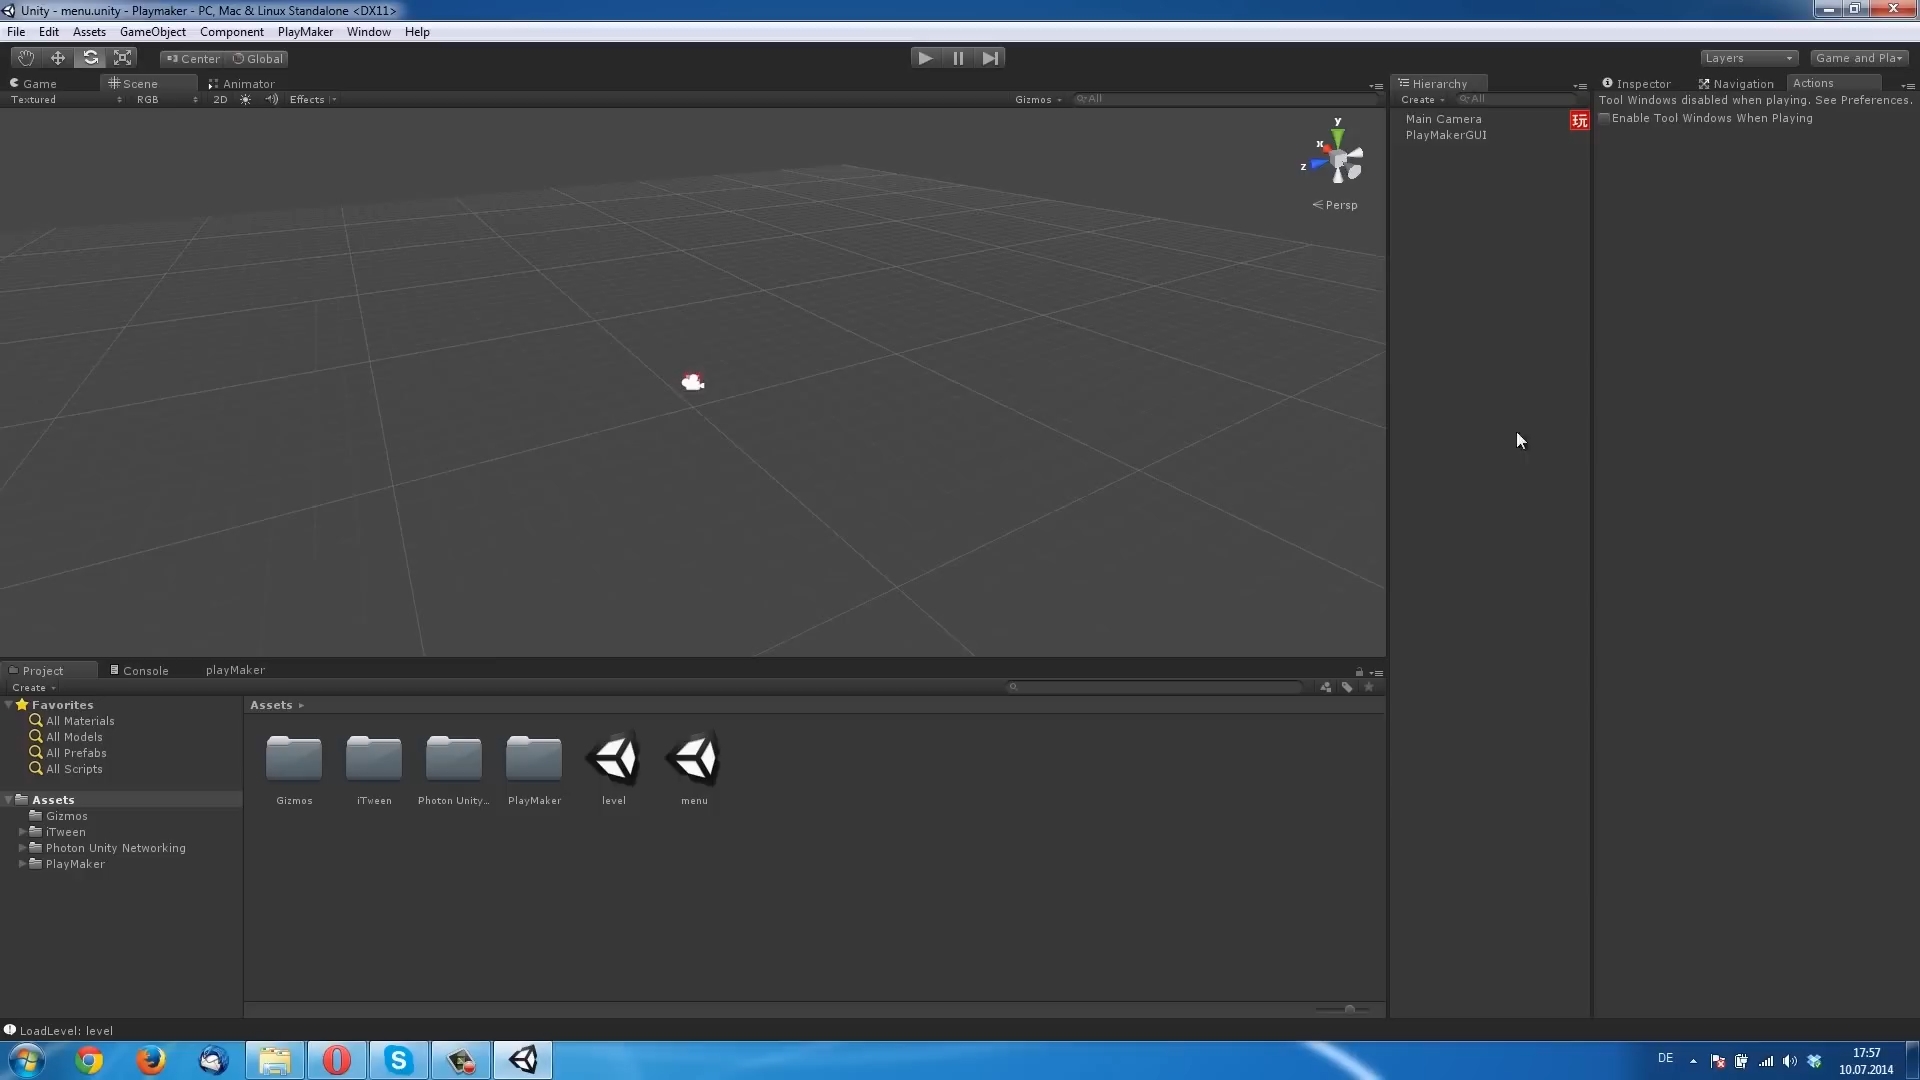 Unity - menu.unity - Playmaker - PC, Mac & Linux Standalone <DX11>
File Edit Assets GameObject Component PlayMaker Window Help
Center Global Layers Game and Pla
Game Scene Animator Hierarchy Inspector Navigation Actions
Textured RGB 2D Effects Gizmos All Create All Tool Windows disabled when playing. See Preferences.
Main Camera 玩 Enable Tool Windows When Playing
PlayMakerGUI
y
x
z
Persp
Project Console playMaker
Create
Favorites Assets
All Materials
All Models
All Prefabs
All Scripts
Assets
Gizmos iTween Photon Unity... PlayMaker level menu
Gizmos
iTween
Photon Unity Networking
PlayMaker
LoadLevel: level
DE 17:57
10.07.2014